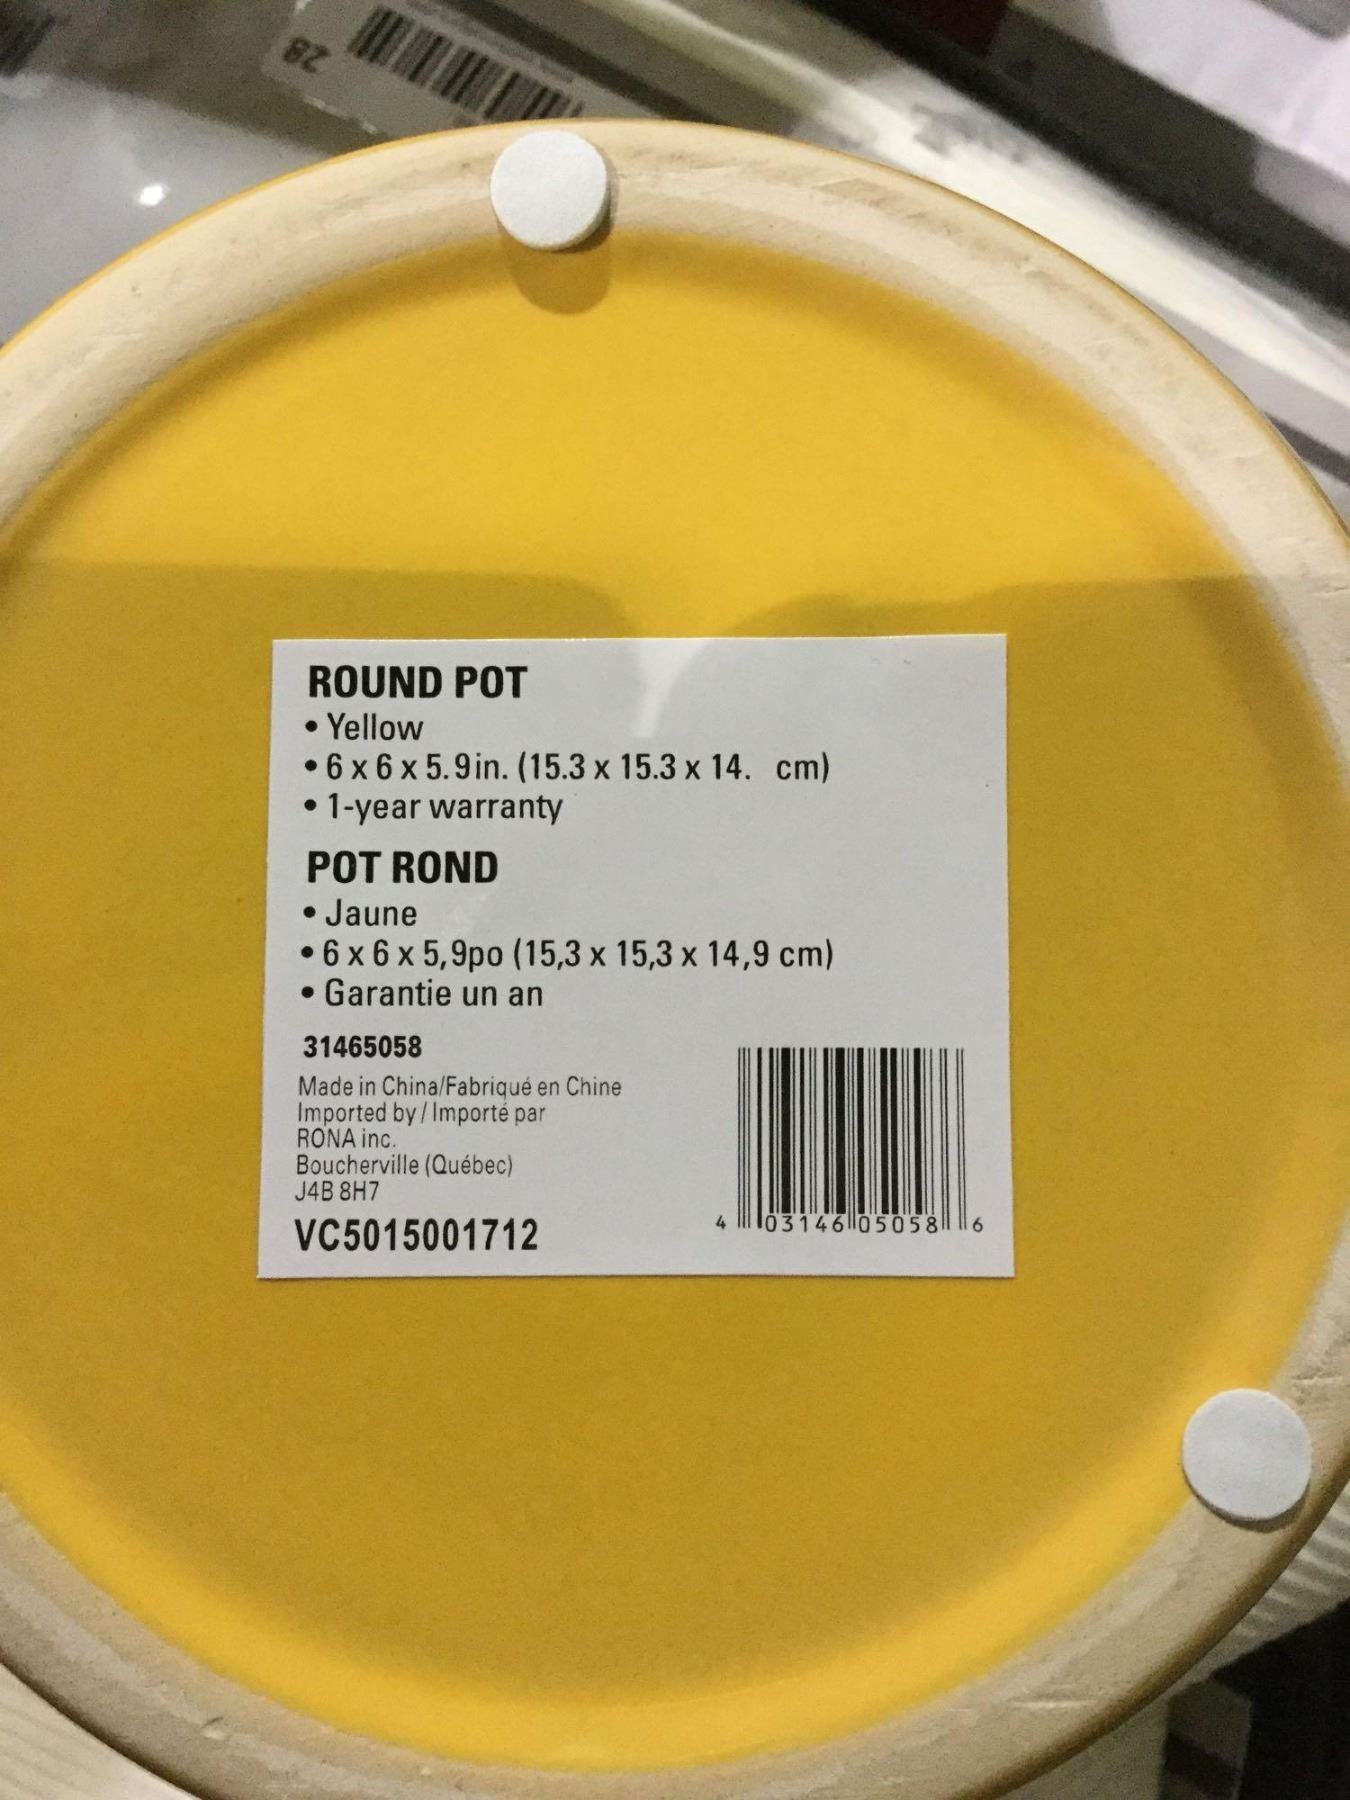 28
ROUND POT
• Yellow
• 6 x 6 x 5.9in. (15.3 x 15.3 x 14. cm)
• 1-year warranty
POT ROND
• Jaune
• 6 x 6 x 5,9po (15,3 x 15,3 x 14,9 cm)
• Garantie un an
31465058
Made in China/Fabriqué en Chine
Imported by / Importé par
RONA inc.
Boucherville (Québec)
J4B 8H7
VC5015001712
4 03146 05058 6